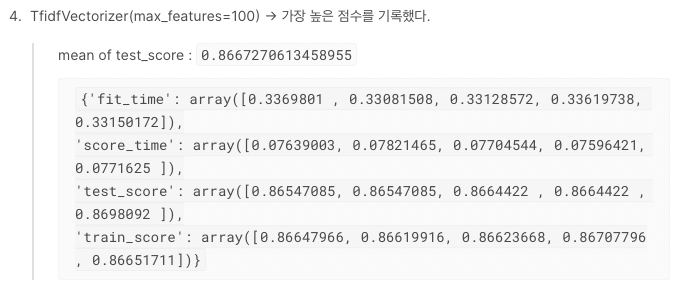 4. TfidfVectorizer(max_features=100) → 가장 높은 점수를 기록했다.
mean of test_score : 0.8667270613458955
{'fit_time': array([0.3369801 , 0.33081508, 0.33128572, 0.33619738,
0.33150172]),
'score_time': array([0.07639003, 0.07821465, 0.07704544, 0.07596421,
0.0771625 ]),
'test_score': array([0.86547085, 0.86547085, 0.8664422 , 0.8664422 ,
0.8698092 ]),
'train_score': array([0.86647966, 0.86619916, 0.86623668, 0.86707796
, 0.86651711])}